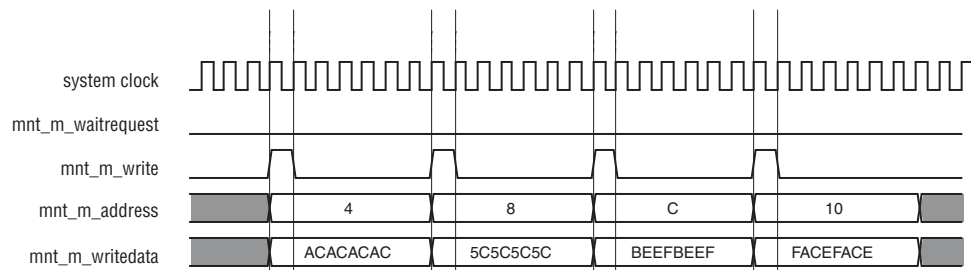 system clock
mnt_m_waitrequest
mnt_m_write
mnt_m_address 4 8 C 10
mnt_m_writedata ACACACAC 5C5C5C5C BEEFBEEF FACEFACE